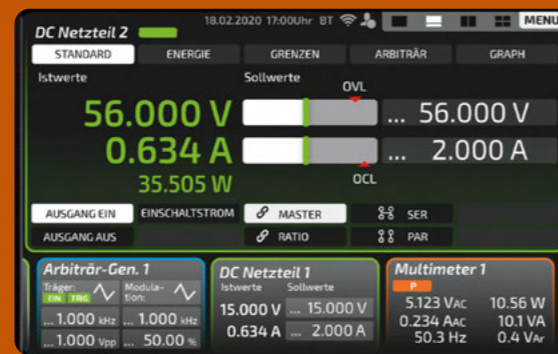 18.02.2020 17:00Uhr BT MENU
DC Netzteil 2
STANDARD ENERGIE GRENZEN ARBITRÄR GRAPH
Istwerte Sollwerte OVL
56.000 V ... 56.000 V
0.634 A ... 2.000 A
35.505 W OCL
AUSGANG EIN EINSCHALTSTROM MASTER SER
AUSGANG AUS RATIO PAR
Arbiträr-Gen. 1
Träger: Modula-
EIN TRIG tion:
... 1.000 kHz ... 1.000 kHz
... 1.000 Vpp ... 50.00 %
DC Netzteil 1
Istwerte Sollwerte
15.000 V ... 15.000 V
0.634 A ... 2.000 A
Multimeter 1
P
5.123 VAC 10.56 W
0.234 AAC 10.1 VA
50.3 Hz 0.4 VAr